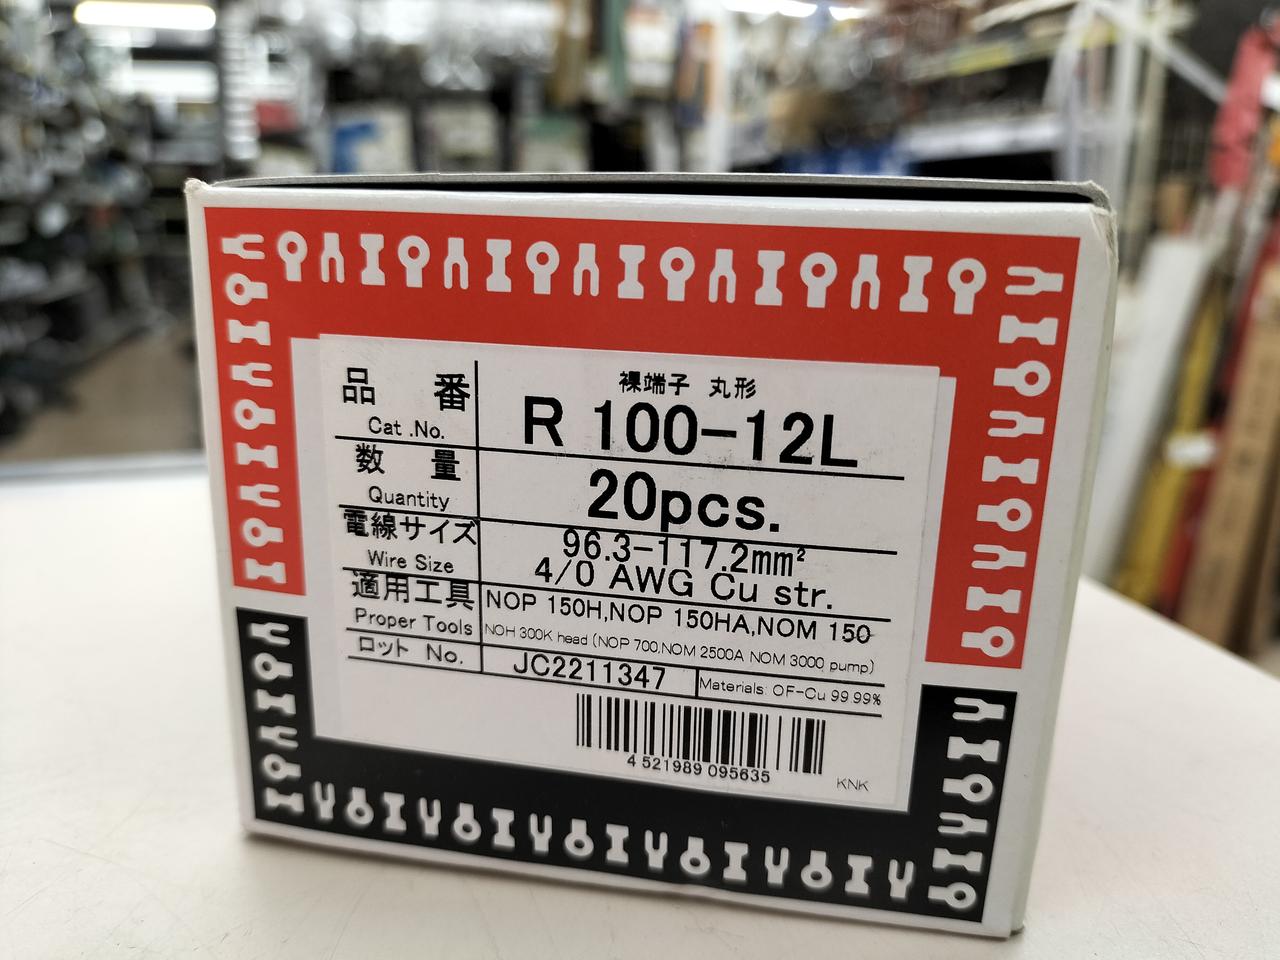 裸端子 丸形
品番 R 100-12L
Cat .No.
数量 20pcs.
Quantity
電線サイズ 96.3-117.2mm²
Wire Size 4/0 AWG Cu str.
適用工具 NOP 150H,NOP 150HA,NOM 150
Proper Tools NOH 300K head (NOP 700,NOM 2500A NOM 3000 pump)
ロット No. JC2211347 Materials: OF-Cu 99.99%
4 521989 095635
KNK